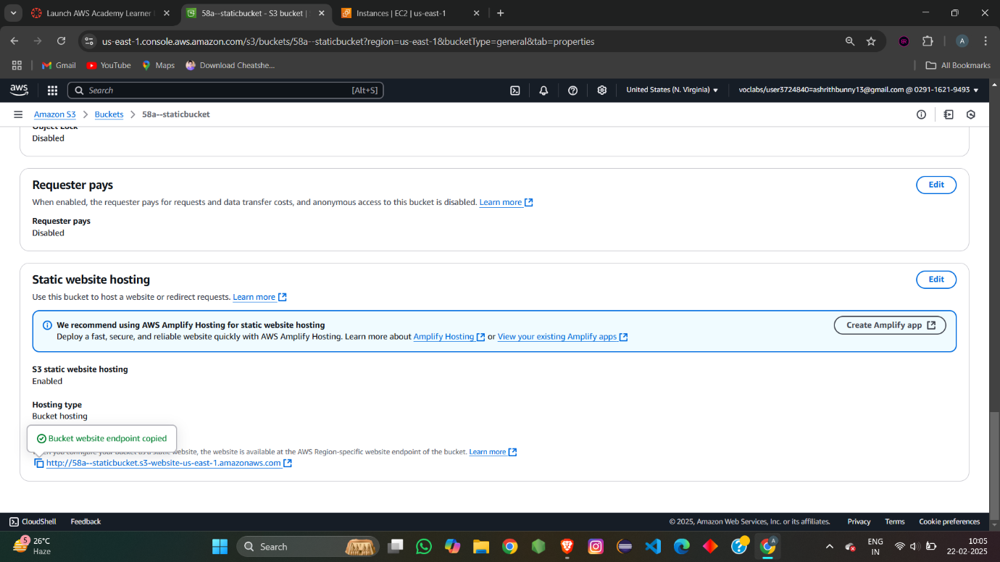 Launch AWS Academy Learner
58a--staticbucket - S3 bucket |
Instances | EC2 | us-east-1
us-east-1.console.aws.amazon.com/s3/buckets/58a--staticbucket?region=us-east-1&bucketType=general&tab=properties
A
Gmail
YouTube
Maps
Download Cheatshe...
All Bookmarks
aws
Search
[Alt+S]
United States (N. Virginia)
voclabs/user3724840=ashrithbunny13@gmail.com @ 0291-1621-9493
Amazon S3
Buckets
58a--staticbucket
Object Lock
Disabled
Requester pays
Edit
When enabled, the requester pays for requests and data transfer costs, and anonymous access to this bucket is disabled. Learn more
Requester pays
Disabled
Static website hosting
Edit
Use this bucket to host a website or redirect requests. Learn more
We recommend using AWS Amplify Hosting for static website hosting
Deploy a fast, secure, and reliable website quickly with AWS Amplify Hosting. Learn more about Amplify Hosting or View your existing Amplify apps
Create Amplify app
S3 static website hosting
Enabled
Hosting type
Bucket hosting
Bucket website endpoint copied
you configure your bucket as a static website, the website is available at the AWS Region-specific website endpoint of the bucket. Learn more
http://58a--staticbucket.s3-website-us-east-1.amazonaws.com
CloudShell
Feedback
© 2025, Amazon Web Services, Inc. or its affiliates.
Privacy
Terms
Cookie preferences
5
26°C
Haze
Search
A
ENG
IN
10:05
22-02-2025